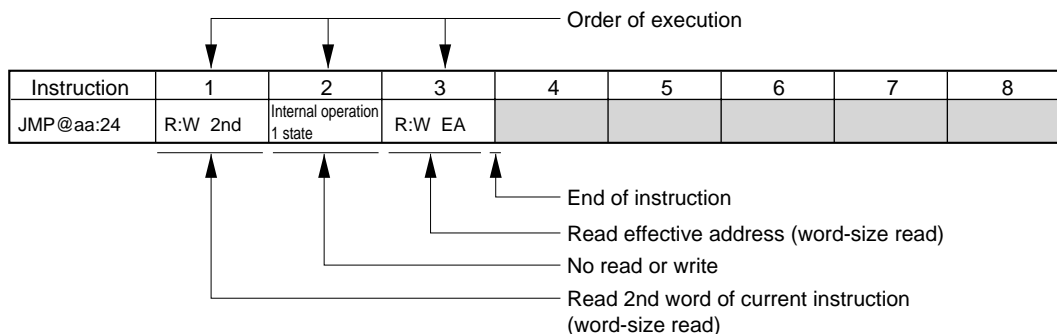 Order of execution
Instruction 1 2 3 4 5 6 7 8
JMP@aa:24 R:W 2nd Internal operation R:W EA
1 state
End of instruction
Read effective address (word-size read)
No read or write
Read 2nd word of current instruction
(word-size read)